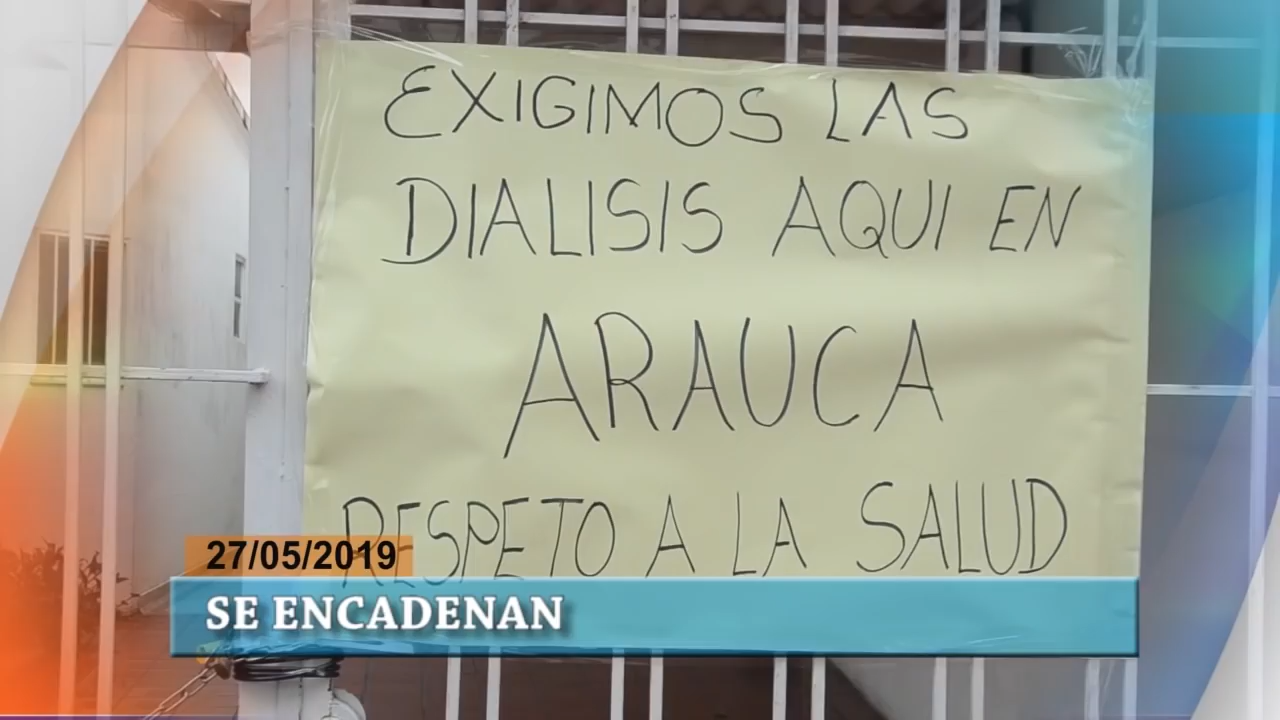 EXIGIMOS LAS
DIALISIS AQUI EN
ARAUCA
RESPETO A LA SALUD
27/05/2019
SE ENCADENAN